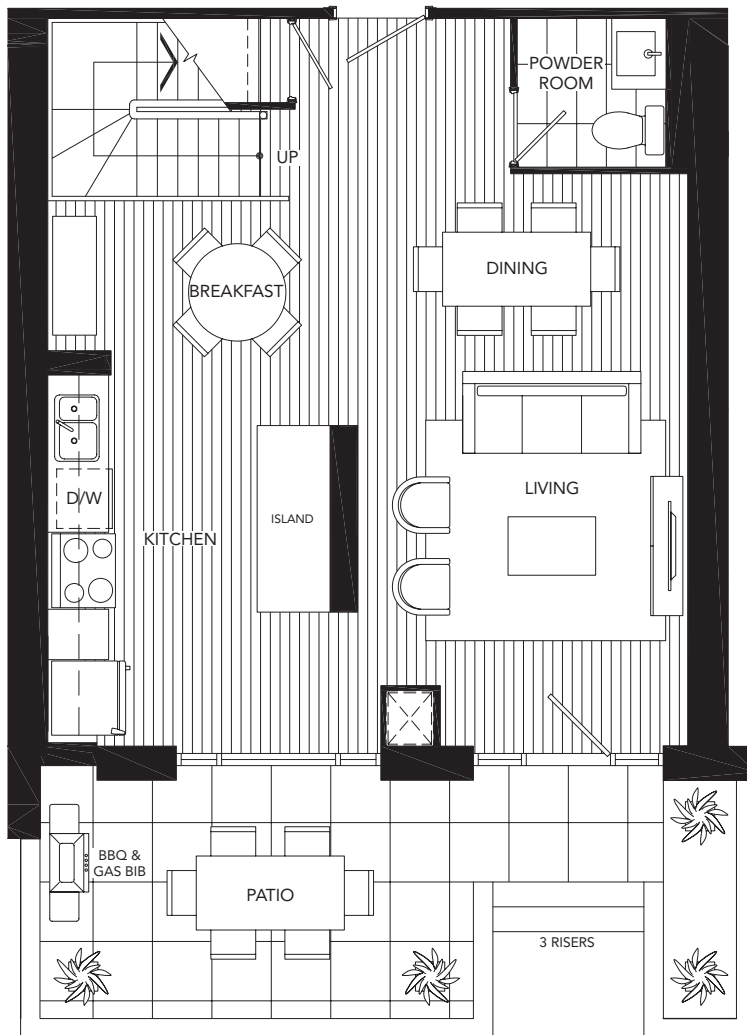 POWDER
ROOM
UP
DINING
BREAKFAST
LIVING
D/W
ISLAND
KITCHEN
BBQ &
GAS BIB
PATIO
3 RISERS